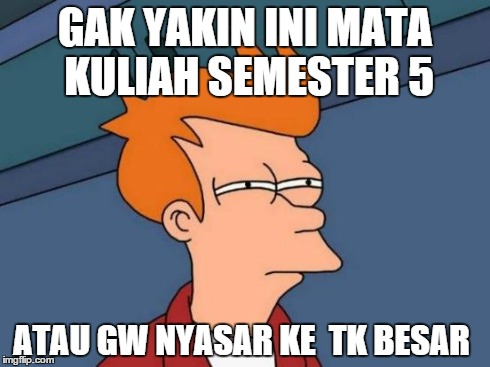 GAK YAKIN INI MATA
KULIAH SEMESTER 5
ATAU GW NYASAR KE TK BESAR
imgflip.com